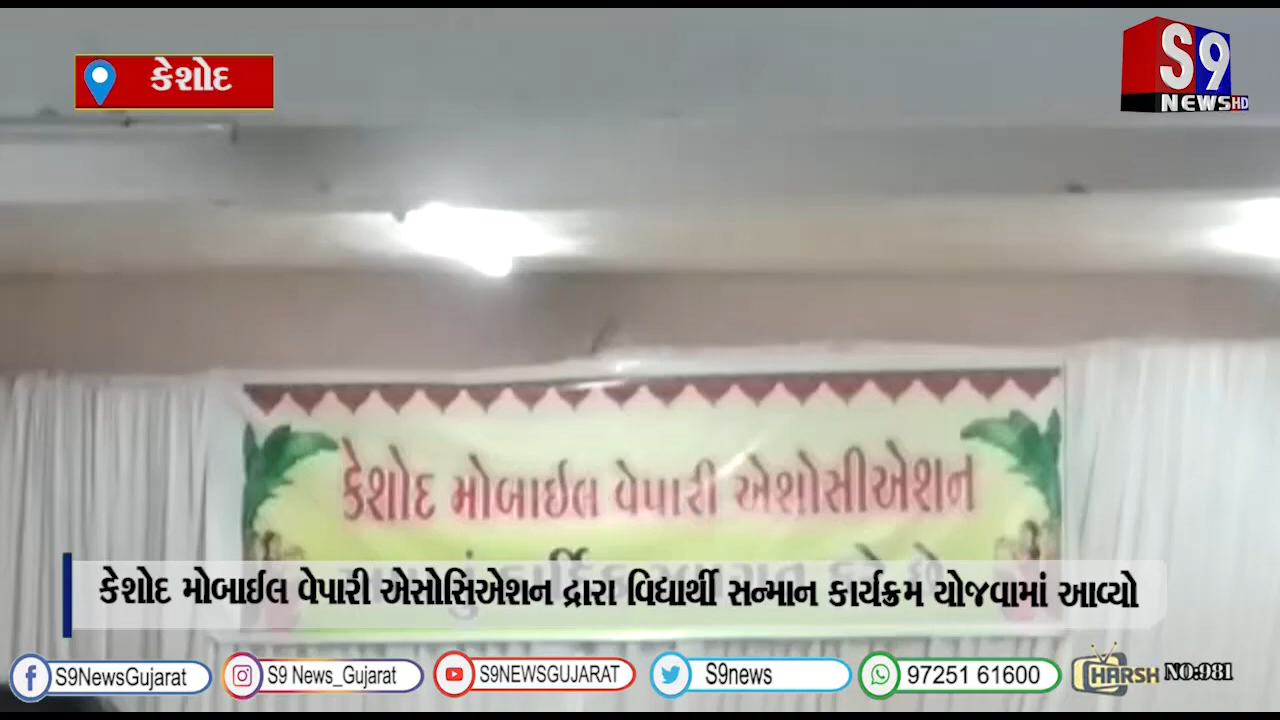 કેશોદ
S9
NEWS HD
કેશોદ મોબાઈલ વેપારી એશોસીએશન
કેશોદ મોબાઈલ વેપારી એસોસિએશન દ્વારા વિદ્યાર્થી સન્માન કાર્યક્રમ યોજવામાં આવ્યો
S9NewsGujarat
S9 News_Gujarat
S9NEWSGUJARAT
S9news
97251 61600
HARSH NO:981